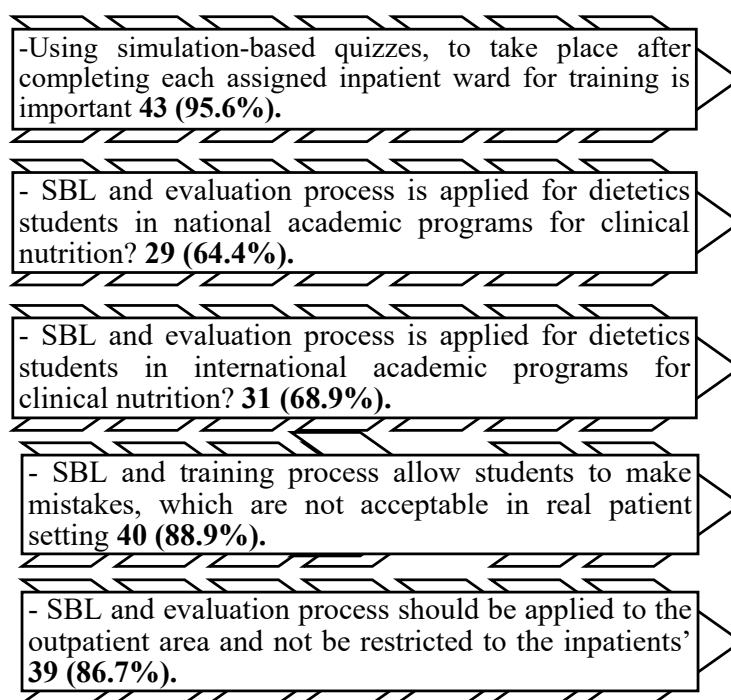 -Using simulation-based quizzes, to take place after
completing each assigned inpatient ward for training is
important 43 (95.6%).
- SBL and evaluation process is applied for dietetics
students in national academic programs for clinical
nutrition? 29 (64.4%).
- SBL and evaluation process is applied for dietetics
students in international academic programs for
clinical nutrition? 31 (68.9%).
- SBL and training process allow students to make
mistakes, which are not acceptable in real patient
setting 40 (88.9%).
- SBL and evaluation process should be applied to the
outpatient area and not be restricted to the inpatients’
39 (86.7%).